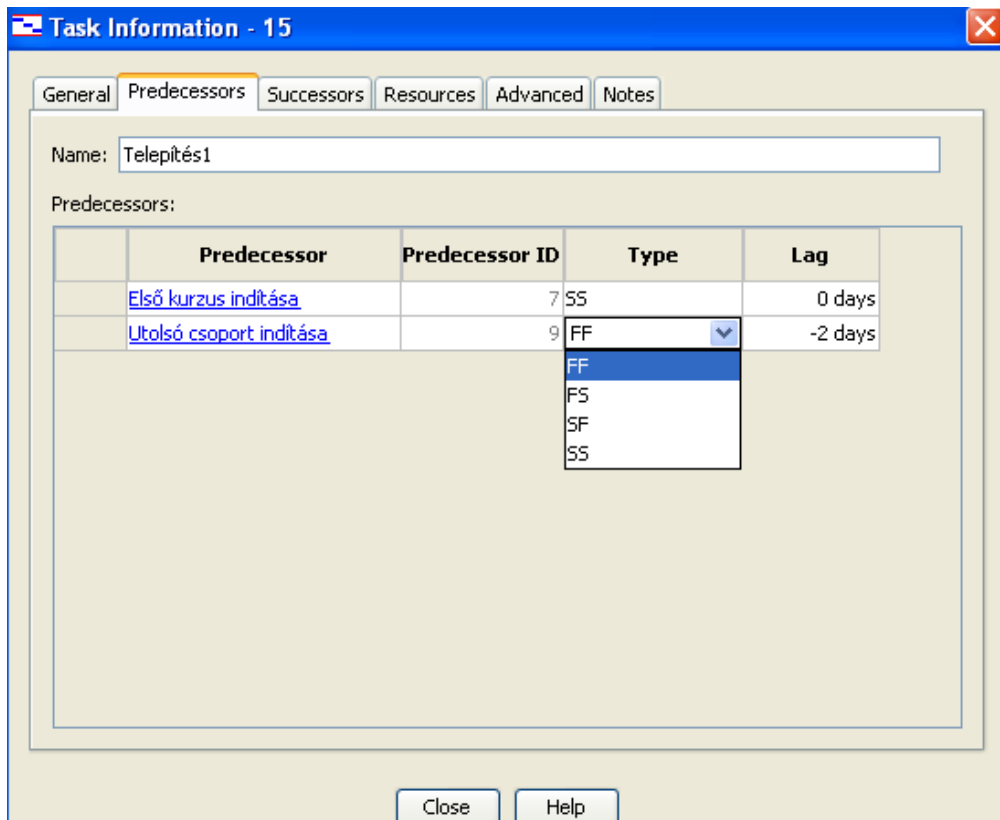 Task Information - 15
General Predecessors Successors Resources Advanced Notes
Name: Telepítés1
Predecessors:
Predecessor Predecessor ID Type Lag
Első kurzus indítása 7 SS 0 days
Utolsó csoport indítása 9 FF -2 days
FF
FS
SF
SS
Close Help